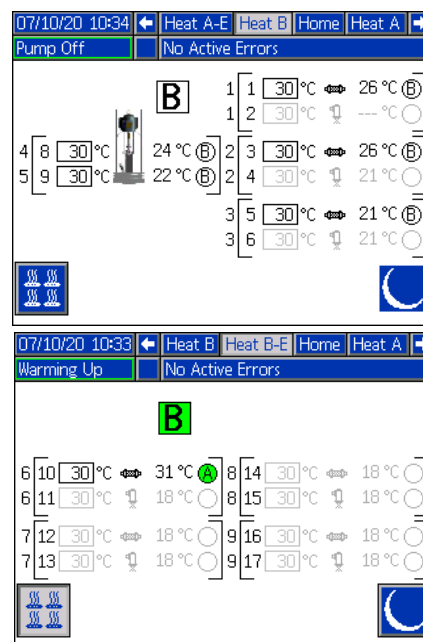 07/10/20 10:34 Heat A-E Heat B Home Heat A
Pump Off No Active Errors
B
1 1 30 °C 26 °C B
1 2 30 °C --- °C
4 8 30 °C 24 °C B 2 3 30 °C 26 °C B
5 9 30 °C 22 °C B 2 4 30 °C 21 °C
3 5 30 °C 21 °C B
3 6 30 °C 21 °C
07/10/20 10:33 Heat B Heat B-E Home Heat A
Warming Up No Active Errors
B
6 10 30 °C 31 °C A 8 14 30 °C 18 °C
6 11 30 °C 18 °C 8 15 30 °C 18 °C
7 12 30 °C 18 °C 9 16 30 °C 18 °C
7 13 30 °C 18 °C 9 17 30 °C 18 °C